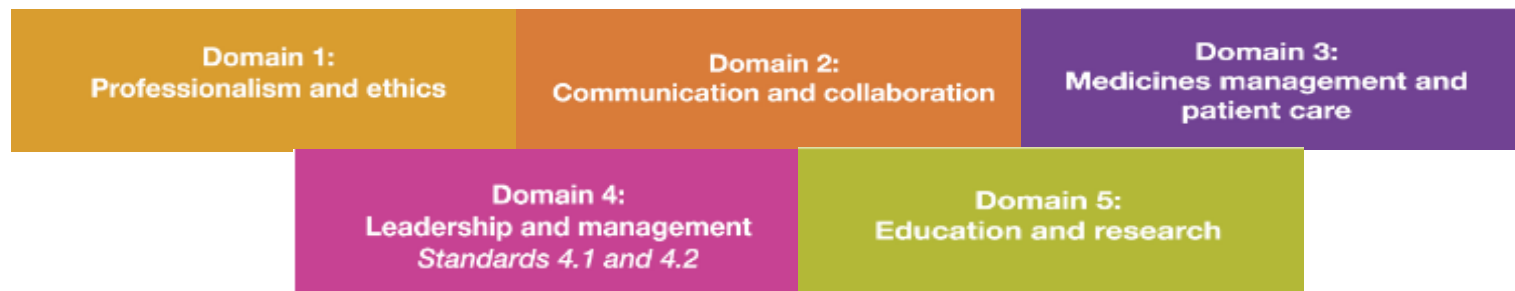 Domain 1:
Professionalism and ethics
Domain 2:
Communication and collaboration
Domain 3:
Medicines management and
patient care
Domain 4:
Leadership and management
Standards 4.1 and 4.2
Domain 5:
Education and research